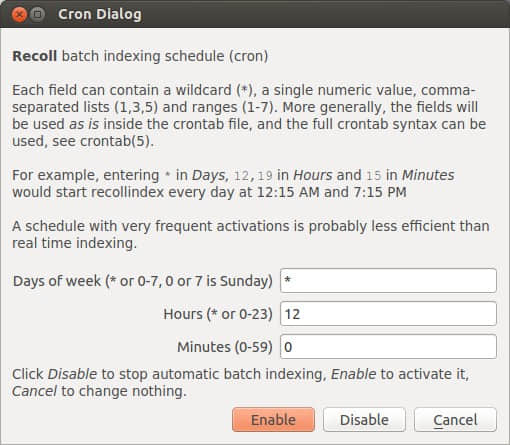 Cron Dialog
Recoll batch indexing schedule (cron)
Each field can contain a wildcard (*), a single numeric value, comma-
separated lists (1,3,5) and ranges (1-7). More generally, the fields will
be used as is inside the crontab file, and the full crontab syntax can be
used, see crontab(5).
For example, entering * in Days, 12,19 in Hours and 15 in Minutes
would start recollindex every day at 12:15 AM and 7:15 PM
A schedule with very frequent activations is probably less efficient than
real time indexing.
Days of week (* or 0-7, 0 or 7 is Sunday) *
Hours (* or 0-23) 12
Minutes (0-59) 0
Click Disable to stop automatic batch indexing, Enable to activate it,
Cancel to change nothing.
Enable Disable Cancel